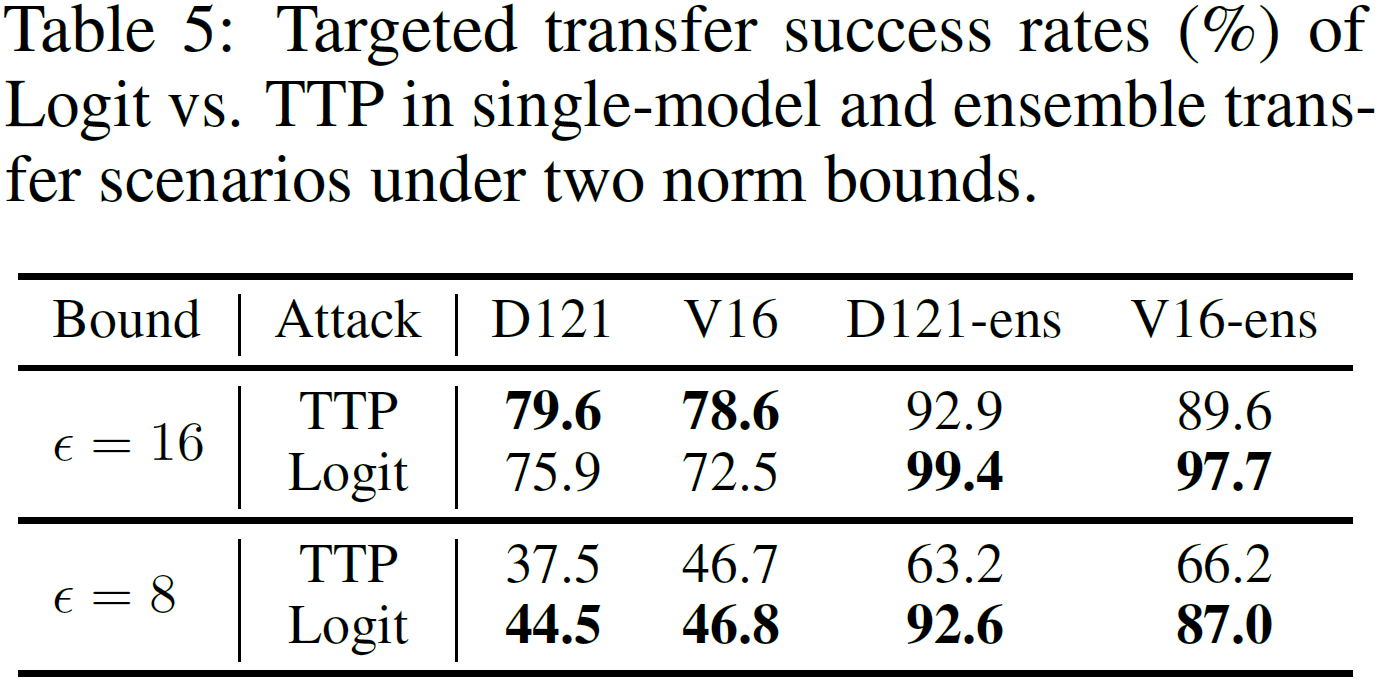 Table 5: Targeted transfer success rates (%) of
Logit vs. TTP in single-model and ensemble trans-
fer scenarios under two norm bounds.
Bound Attack D121 V16 D121-ens V16-ens
ϵ = 16 TTP 79.6 78.6 92.9 89.6
Logit 75.9 72.5 99.4 97.7
ϵ = 8 TTP 37.5 46.7 63.2 66.2
Logit 44.5 46.8 92.6 87.0